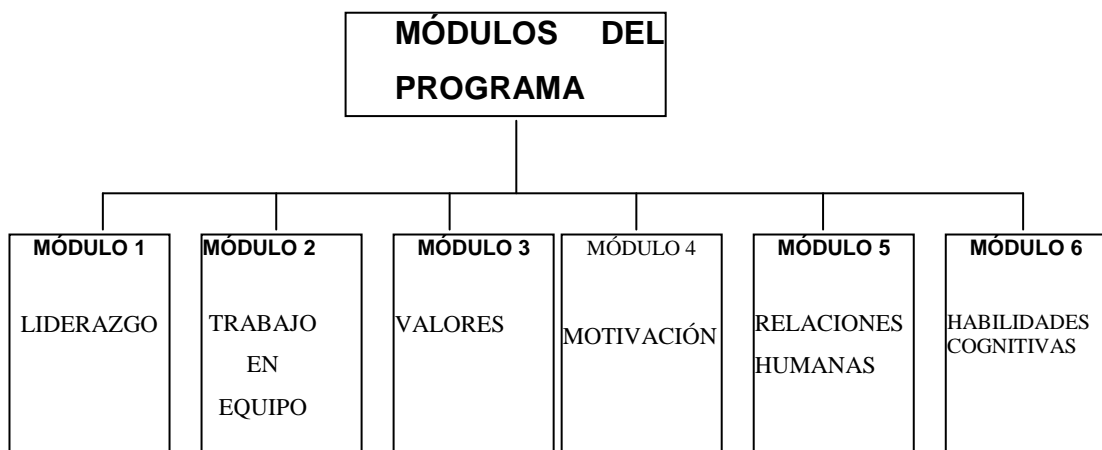 MÓDULOS DEL
PROGRAMA
MÓDULO 1
LIDERAZGO
MÓDULO 2
TRABAJO
EN
EQUIPO
MÓDULO 3
VALORES
MÓDULO 4
MOTIVACIÓN
MÓDULO 5
RELACIONES
HUMANAS
MÓDULO 6
HABILIDADES
COGNITIVAS